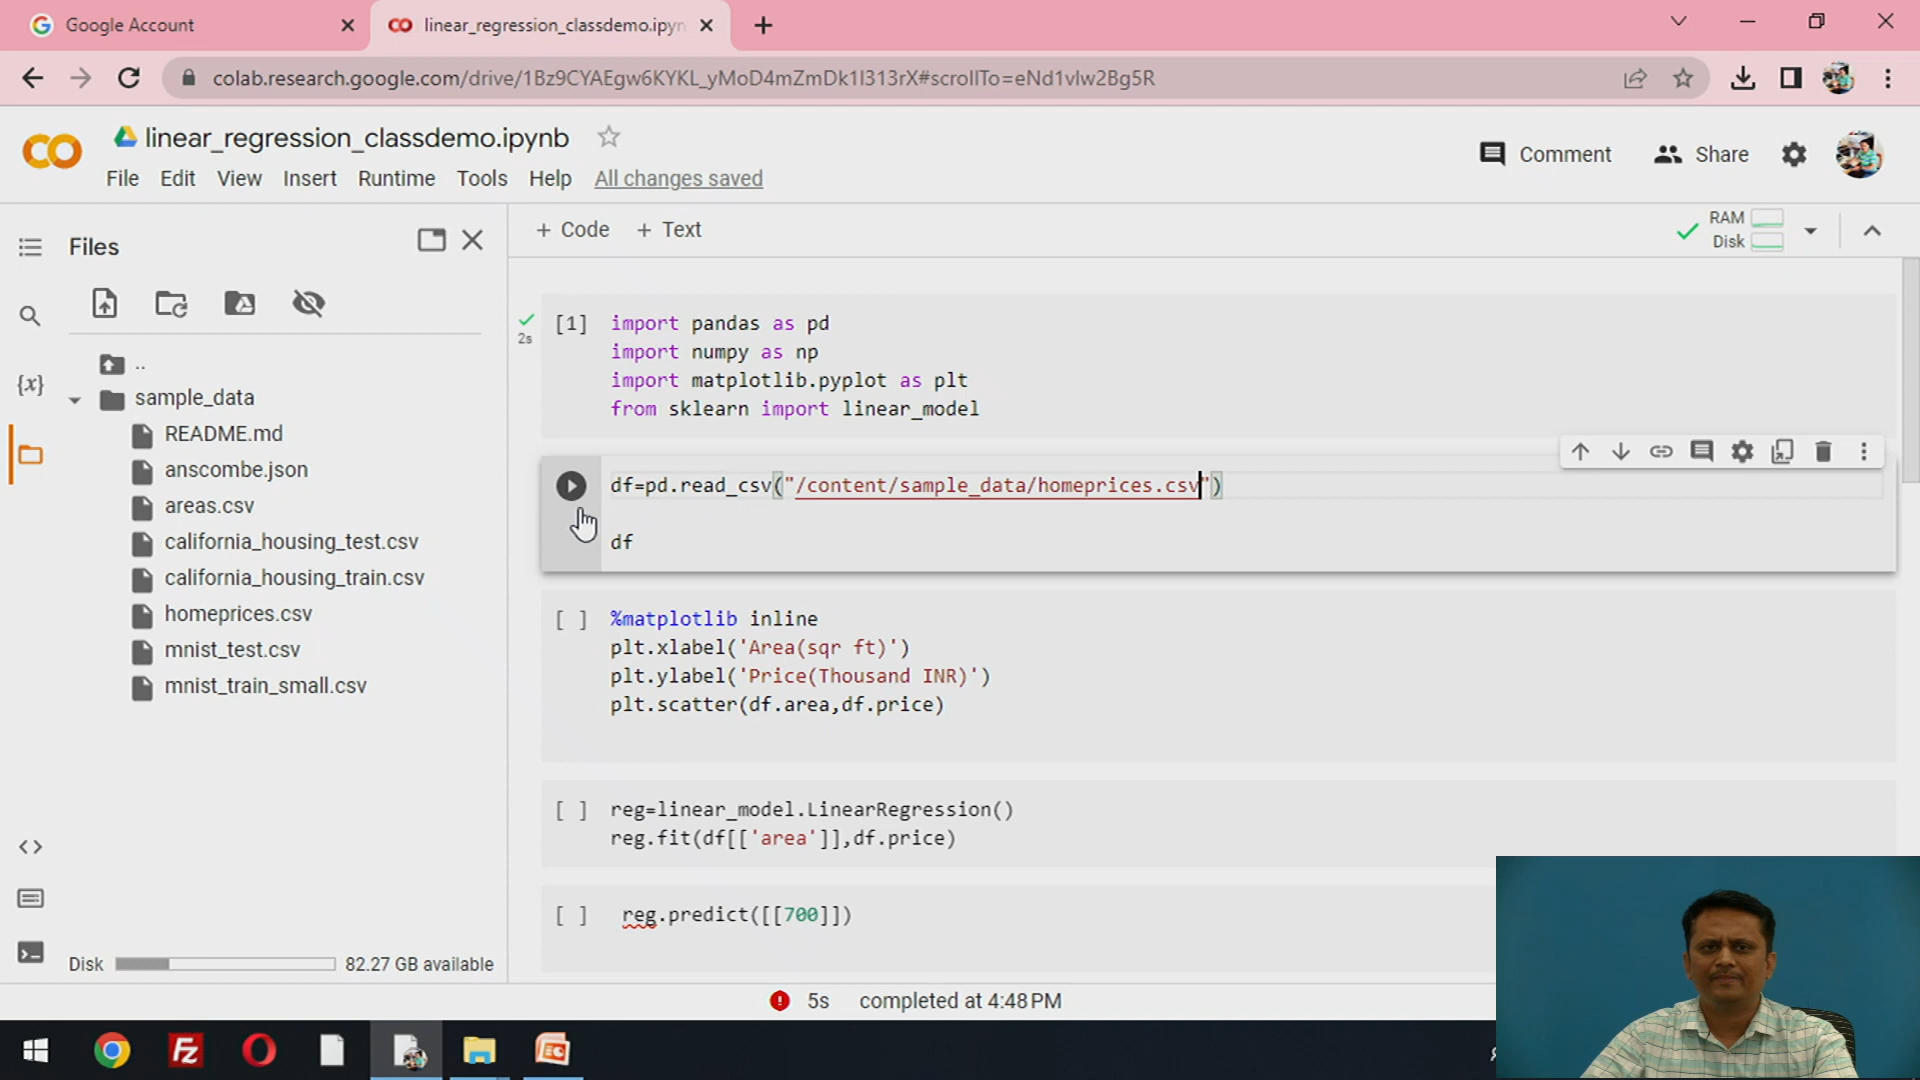 Google Account
linear_regression_classdemo.ipyn
colab.research.google.com/drive/1Bz9CYAEgw6KYKL_yMoD4mZmDk1I313rX#scrollTo=eNd1vlw2Bg5R
linear_regression_classdemo.ipynb
File Edit View Insert Runtime Tools Help All changes saved
Comment
Share
Files
+ Code + Text
RAM
Disk
..
sample_data
README.md
anscombe.json
areas.csv
california_housing_test.csv
california_housing_train.csv
homeprices.csv
mnist_test.csv
mnist_train_small.csv
Disk
82.27 GB available
2s
[1]
import pandas as pd
import numpy as np
import matplotlib.pyplot as plt
from sklearn import linear_model
df=pd.read_csv("/content/sample_data/homeprices.csv")
df
[ ]
%matplotlib inline
plt.xlabel('Area(sqr ft)')
plt.ylabel('Price(Thousand INR)')
plt.scatter(df.area,df.price)
[ ]
reg=linear_model.LinearRegression()
reg.fit(df[['area']],df.price)
[ ]
reg.predict([[700]])
5s completed at 4:48 PM